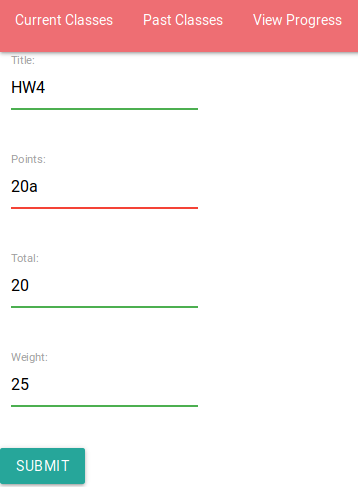 Current Classes Past Classes View Progress
Title:
HW4
Points:
20a
Total:
20
Weight:
25
SUBMIT